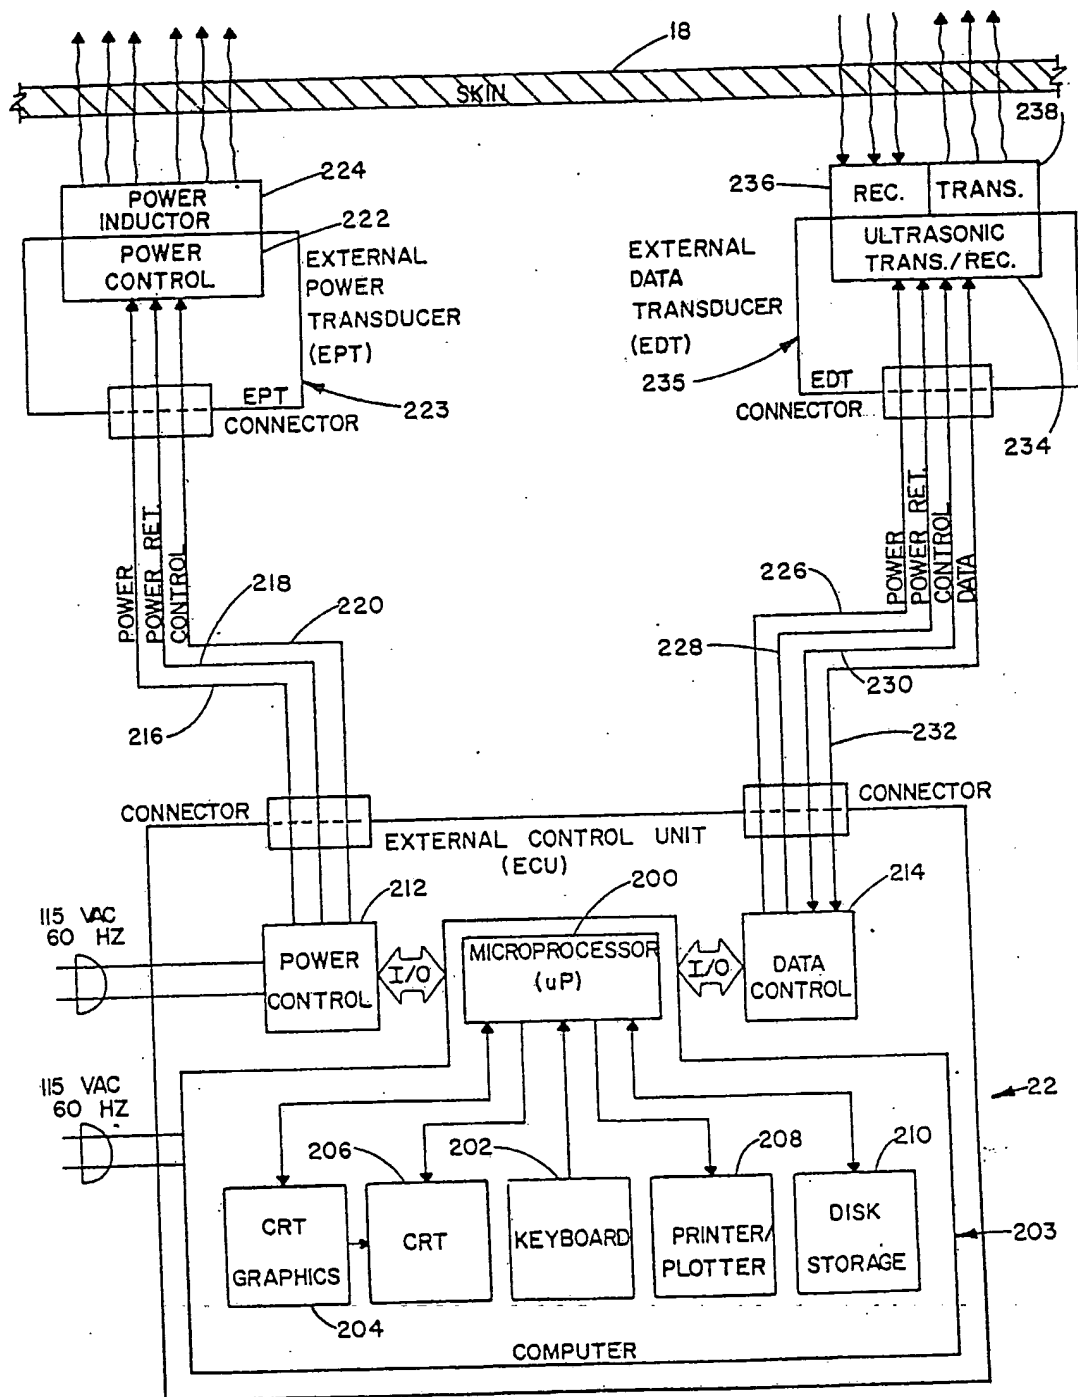 18
SKIN
238
224
236
REC.
TRANS.
POWER
INDUCTOR
222
POWER
CONTROL
EXTERNAL
POWER
TRANSDUCER
(EPT)
EXTERNAL
DATA
TRANSDUCER
(EDT)
ULTRASONIC
TRANS./REC.
235
EPT
CONNECTOR
223
EDT
CONNECTOR
234
POWER
POWER RET.
CONTROL
218
220
216
POWER
POWER RET.
CONTROL
DATA
226
228
230
232
CONNECTOR
CONNECTOR
EXTERNAL CONTROL UNIT
(ECU)
212
200
214
115 VAC
60 HZ
POWER
CONTROL
I/O
MICROPROCESSOR
(uP)
I/O
DATA
CONTROL
115 VAC
60 HZ
22
206
202
208
210
CRT
GRAPHICS
CRT
KEYBOARD
PRINTER/
PLOTTER
DISK
STORAGE
203
204
COMPUTER